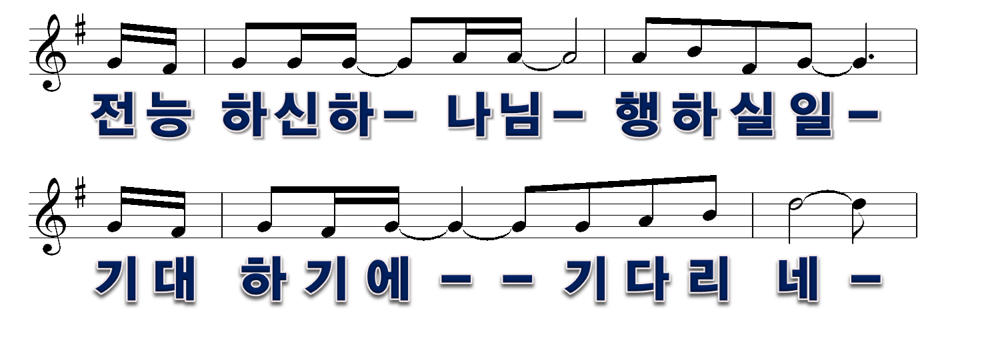 전능 하신하- 나님- 행하실일-
기대 하기에 - - 기다리 네 -